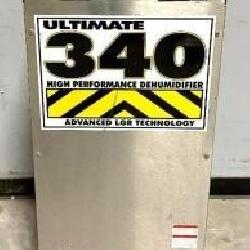 ULTIMATE
340
HIGH PERFORMANCE DEHUMIDIFIER
ADVANCED LGR TECHNOLOGY